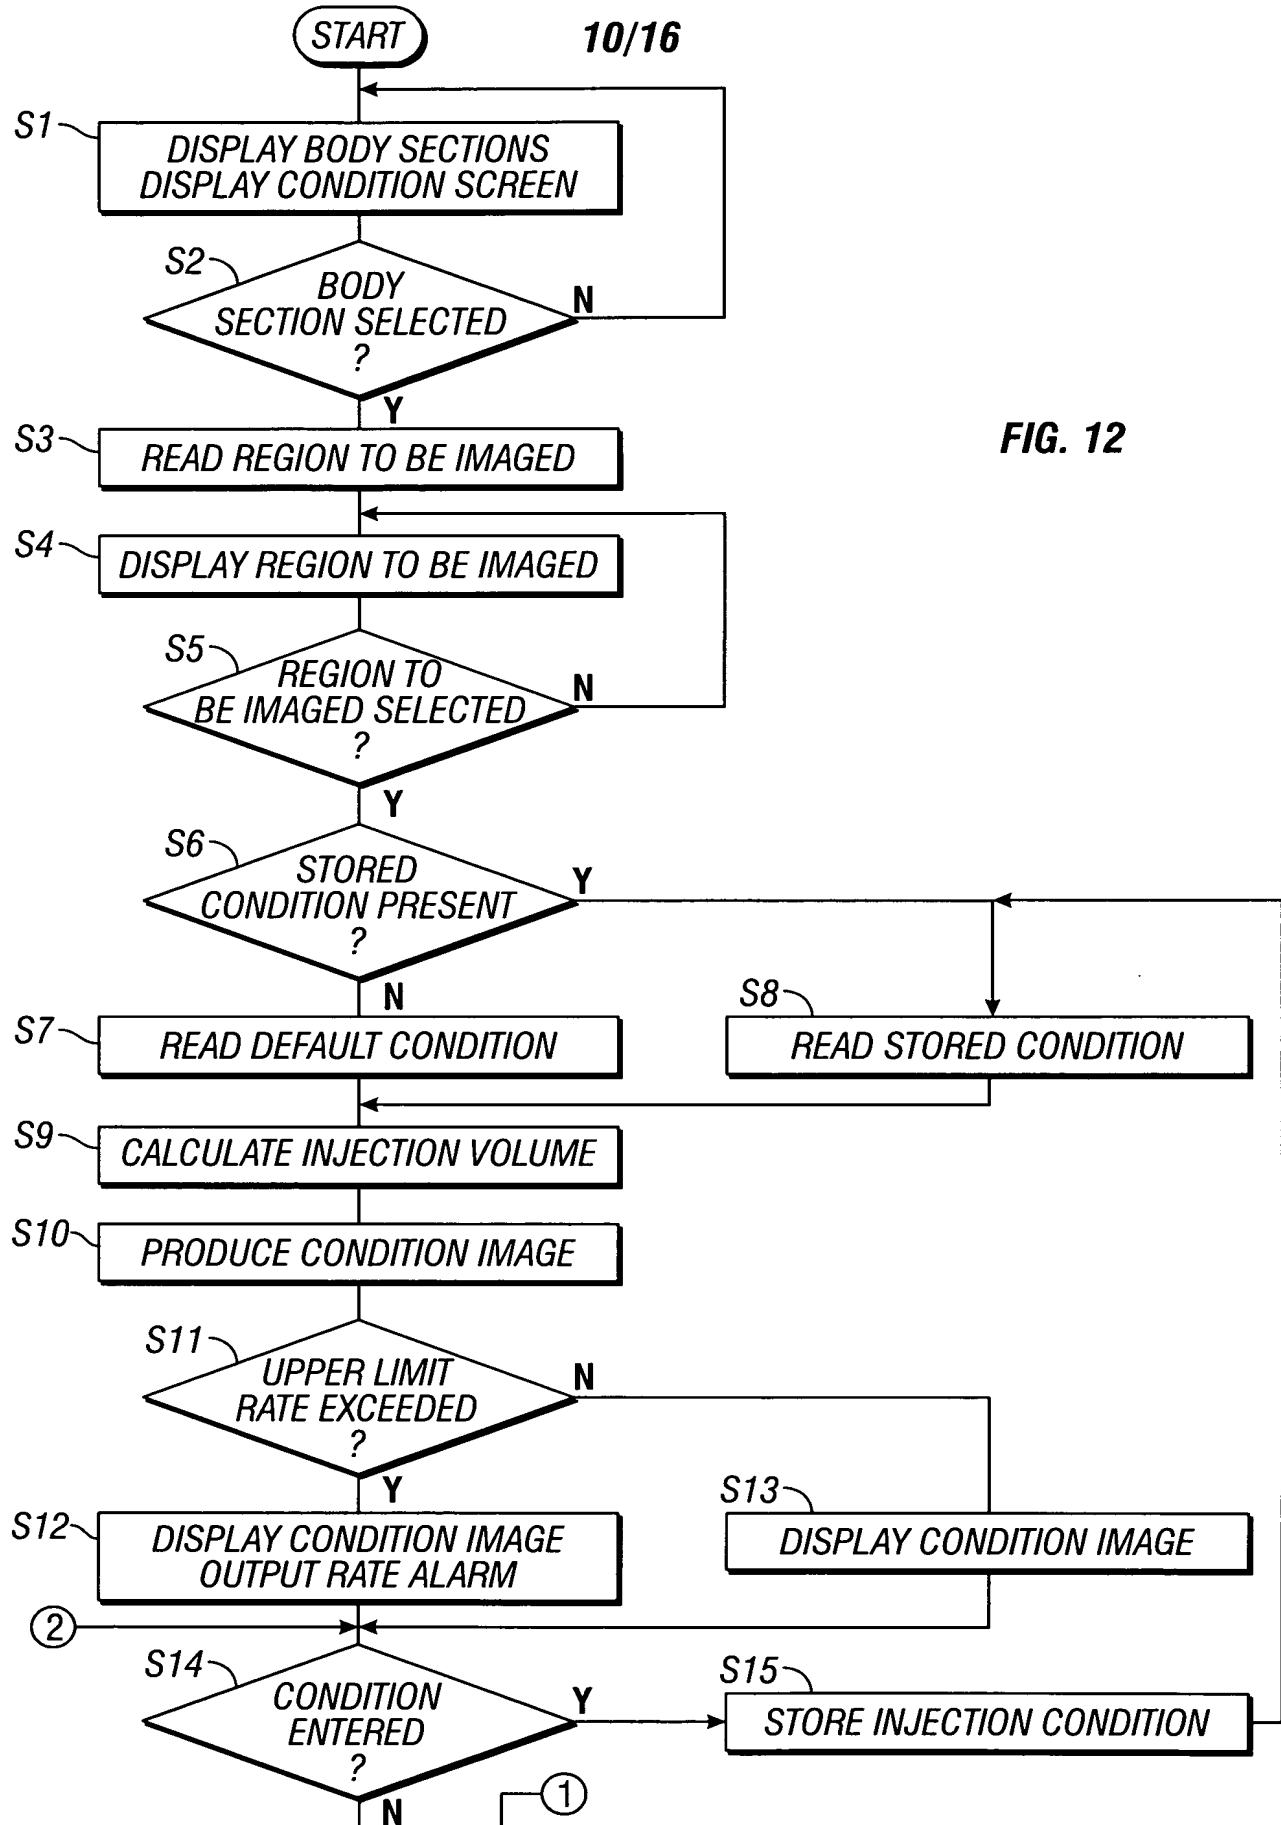 START
10/16
S1
DISPLAY BODY SECTIONS
DISPLAY CONDITION SCREEN
S2
BODY
SECTION SELECTED
?
N
Y
S3
READ REGION TO BE IMAGED
FIG. 12
S4
DISPLAY REGION TO BE IMAGED
S5
REGION TO
BE IMAGED SELECTED
?
N
Y
S6
STORED
CONDITION PRESENT
?
Y
N
S7
READ DEFAULT CONDITION
S8
READ STORED CONDITION
S9
CALCULATE INJECTION VOLUME
S10
PRODUCE CONDITION IMAGE
S11
UPPER LIMIT
RATE EXCEEDED
?
N
Y
S12
DISPLAY CONDITION IMAGE
OUTPUT RATE ALARM
S13
DISPLAY CONDITION IMAGE
2
S14
CONDITION
ENTERED
?
Y
S15
STORE INJECTION CONDITION
N
1